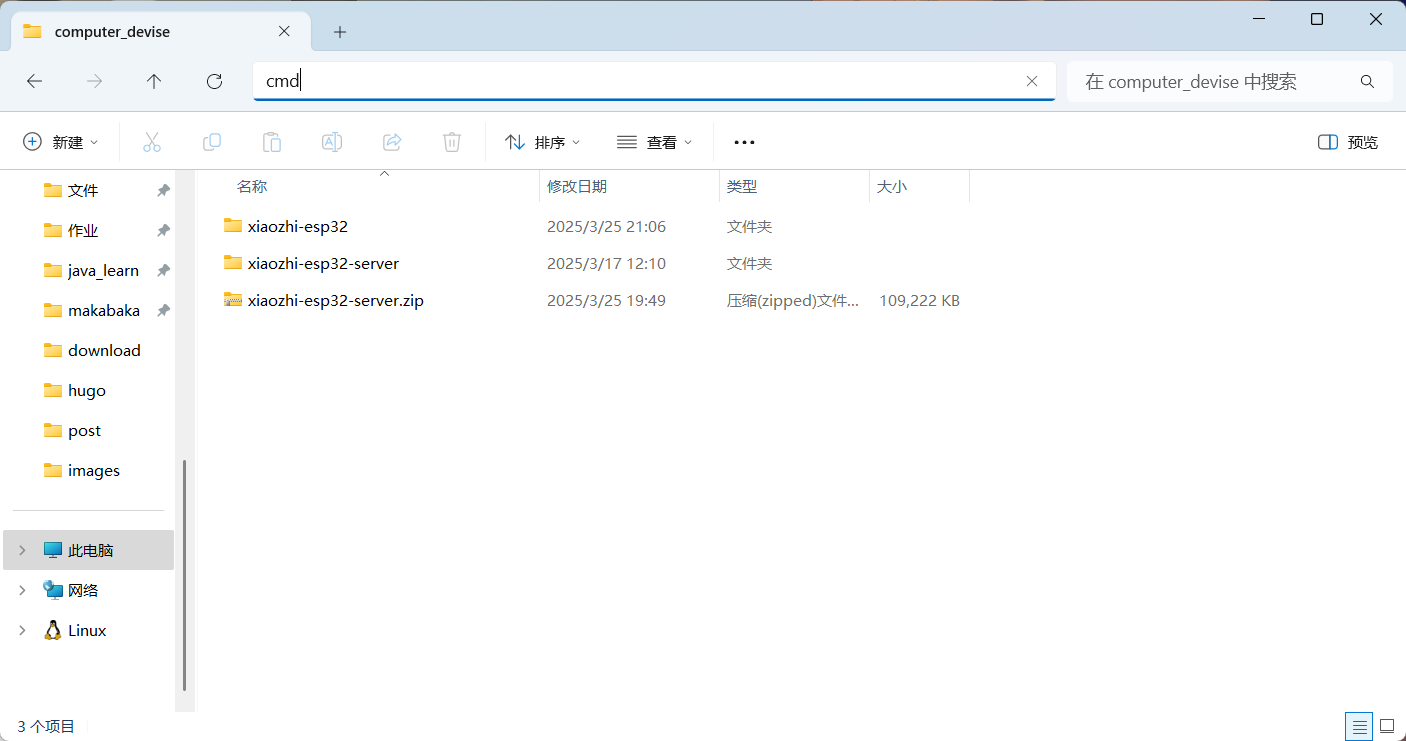 computer_devise
cmd
在 computer_devise 中搜索
新建
排序
查看
预览
文件
作业
java_learn
makabaka
download
hugo
post
images
此电脑
网络
Linux
名称 修改日期 类型 大小
xiaozhi-esp32 2025/3/25 21:06 文件夹
xiaozhi-esp32-server 2025/3/17 12:10 文件夹
xiaozhi-esp32-server.zip 2025/3/25 19:49 压缩(zipped)文件... 109,222 KB
3 个项目